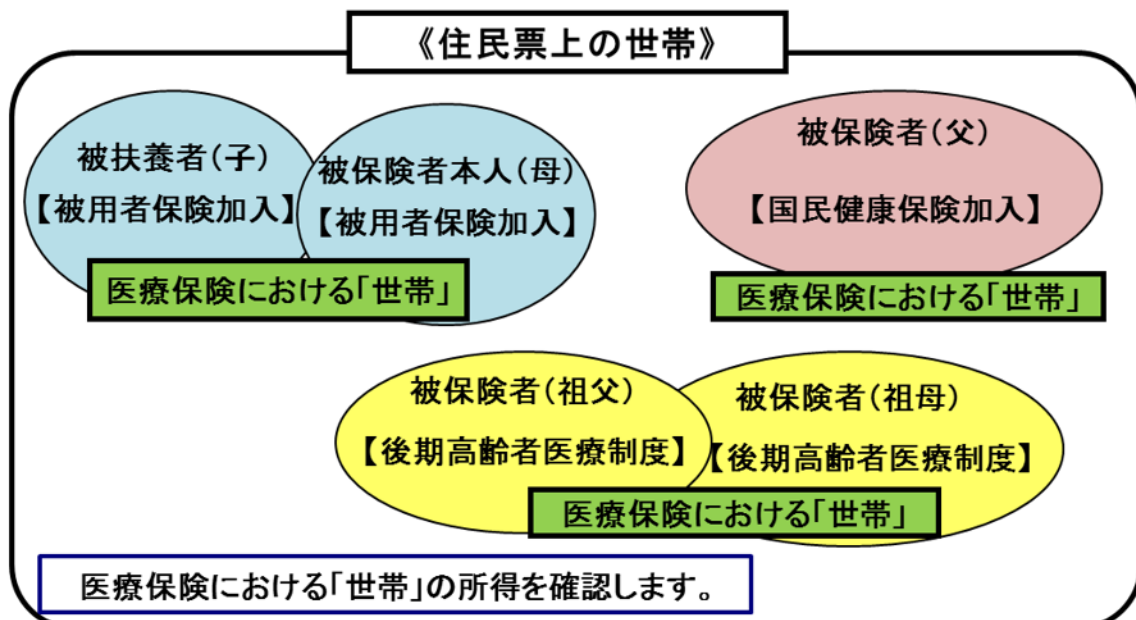 《住民票上の世帯》
被扶養者(子)
【被用者保険加入】
医療保険における「世帯」
被保険者本人(母)
【被用者保険加入】
被保険者(父)
【国民健康保険加入】
医療保険における「世帯」
被保険者(祖父)
【後期高齢者医療制度】
被保険者(祖母)
【後期高齢者医療制度】
医療保険における「世帯」
医療保険における「世帯」の所得を確認します。